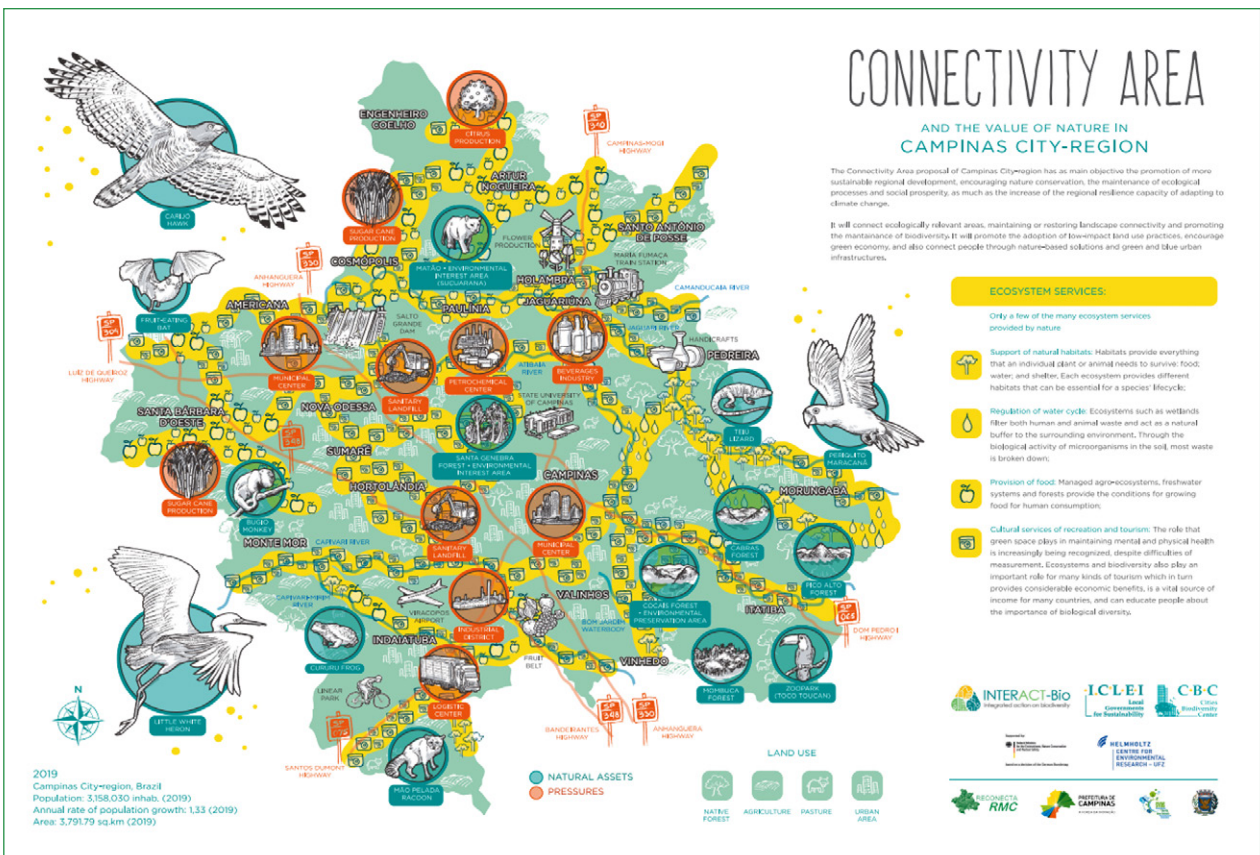 CONNECTIVITY AREA
AND THE VALUE OF NATURE IN
CAMPINAS CITY-REGION
The Connectivity Area proposal of Campinas City-region has as main objective the promotion of more
sustainable regional development, encouraging nature conservation, the maintenance of ecological
processes and social prosperity, as much as the increase of the regional resilience capacity of adapting to
climate change.
It will connect ecologically relevant areas, maintaining or restoring landscape connectivity and promoting
the mantainance of biodiversity. It will promote the adoption of low-impact land use practices, encourage
green economy, and also connect people through nature-based solutions and green and blue urban
infrastructures.
ECOSYSTEM SERVICES:
Only a few of the many ecosystem services
provided by nature
Support of natural habitats: Habitats provide everything
that an individual plant or animal needs to survive: food;
water; and shelter. Each ecosystem provides different
habitats that can be essential for a species' lifecycle;
Regulation of water cycle: Ecosystems such as wetlands
filter both human and animal waste and act as a natural
buffer to the surrounding environment. Through the
biological activity of microorganisms in the soil, most waste
is broken down;
Provision of food: Managed agro-ecosystems, freshwater
systems and forests provide the conditions for growing
food for human consumption;
Cultural services of recreation and tourism: The role that
green space plays in maintaining mental and physical health
is increasingly being recognized, despite difficulties of
measurement. Ecosystems and biodiversity also play an
important role for many kinds of tourism which in turn
provides considerable economic benefits, is a vital source of
income for many countries, and can educate people about
the importance of biological diversity.
ENGENHEIRO
COELHO
CITRUS
PRODUCTION
SP
340
CAMPINAS-MOGI
HIGHWAY
CARIJÓ
HAWK
ARTUR
NOGUEIRA
SUGAR CANE
PRODUCTION
FLOWER
PRODUCTION
SANTO ANTÔNIO
DE POSSE
MARIA FUMAÇA
TRAIN STATION
SP
330
ANHANGUERA
HIGHWAY
COSMÓPOLIS
MATÃO • ENVIRONMENTAL
INTEREST AREA
(SUÇUARANA)
HOLAMBRA
CAMANDUCAIA RIVER
AMERICANA
PAULÍNIA
JAGUARIÚNA
FRUIT-EATING
BAT
SALTO
GRANDE
DAM
JAGUARI RIVER
SP
304
LUÍZ DE QUEIROZ
HIGHWAY
HANDICRAFTS
PEDREIRA
MUNICIPAL
CENTER
SANITARY
LANDFILL
PETROCHEMICAL
CENTER
ATIBAIA
RIVER
BEVERAGES
INDUSTRY
NOVA ODESSA
STATE UNIVERSITY
OF CAMPINAS
TEJU
LIZARD
SANTA BÁRBARA
D'OESTE
SP
348
SUMARÉ
SANTA GENEBRA
FOREST • ENVIRONMENTAL
INTEREST AREA
PERIQUITO
MARACANÃ
SUGAR CANE
PRODUCTION
BUGIO
MONKEY
HORTOLÂNDIA
CAMPINAS
MORUNGABA
MONTE MOR
CAPIVARI RIVER
SANITARY
LANDFILL
MUNICIPAL
CENTER
CABRAS
FOREST
PICO ALTO
FOREST
CAPIVARI-MIRIM
RIVER
VIRACOPOS
AIRPORT
INDUSTRIAL
DISTRICT
VALINHOS
COCAIS FOREST
• ENVIRONMENTAL
PRESERVATION AREA
ITATIBA
SP
065
DOM PEDRO I
HIGHWAY
BOM JARDIM
WATERBODY
CURURU FROG
INDAIATUBA
FRUIT
BELT
VINHEDO
MOMBUCA
FOREST
ZOOPARK
(TOCO TOUCAN)
LINEAR
PARK
LOGISTIC
CENTER
N
LITTLE WHITE
HERON
SANTOS DUMONT
HIGHWAY
MÃO PELADA
RACOON
SP
348
SP
330
BANDEIRANTES
HIGHWAY
ANHANGUERA
HIGHWAY
2019
Campinas City-region, Brazil
Population: 3,158,030 inhab. (2019)
Annual rate of population growth: 1,33 (2019)
Area: 3,791.79 sq.km (2019)
NATURAL ASSETS
PRESSURES
LAND USE
NATIVE
FOREST
AGRICULTURE
PASTURE
URBAN
AREA
INTERACT-Bio
Integrated action on biodiversity
I.C.L.E.I
Local
Governments
for Sustainability
C·B·C
Cities
Biodiversity
Center
Supported by:
HELMHOLTZ
CENTRE FOR
ENVIRONMENTAL
RESEARCH – UFZ
RECONECTA
RMC
PREFEITURA DE
CAMPINAS